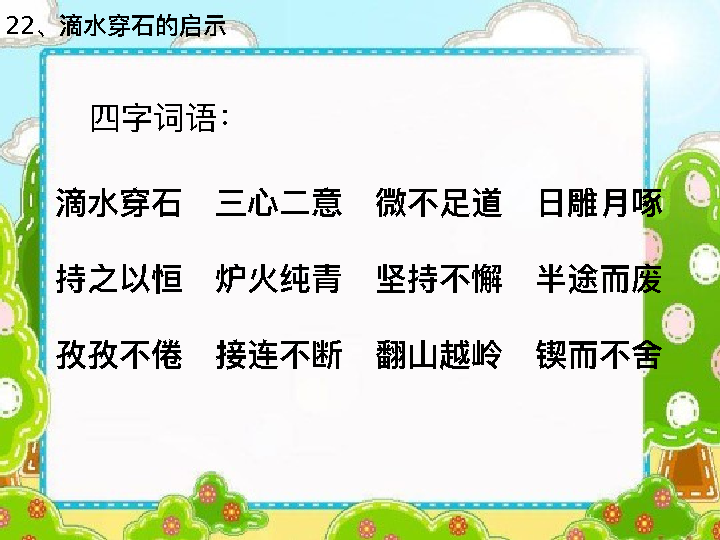 22、滴水穿石的启示
四字词语：
滴水穿石 三心二意 微不足道 日雕月啄
持之以恒 炉火纯青 坚持不懈 半途而废
孜孜不倦 接连不断 翻山越岭 锲而不舍